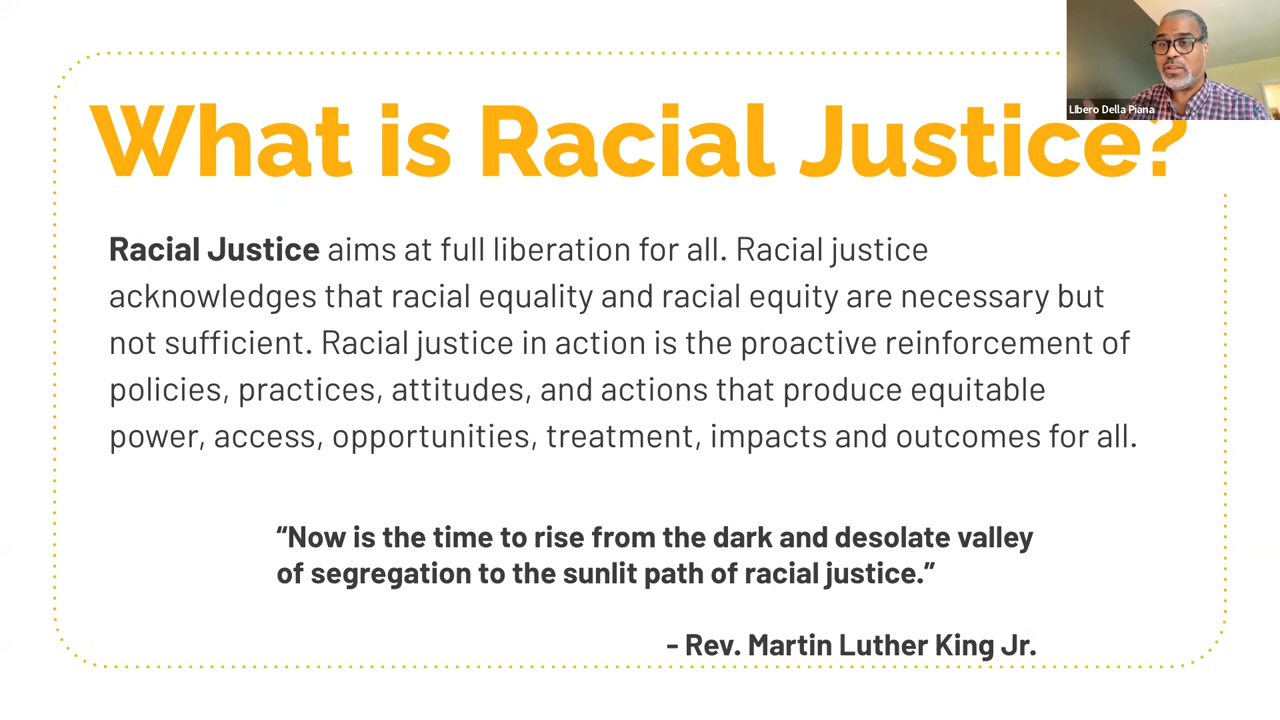 What is Racial Justice?
Libero Della Piana
Racial Justice aims at full liberation for all. Racial justice
acknowledges that racial equality and racial equity are necessary but
not sufficient. Racial justice in action is the proactive reinforcement of
policies, practices, attitudes, and actions that produce equitable
power, access, opportunities, treatment, impacts and outcomes for all.
“Now is the time to rise from the dark and desolate valley
of segregation to the sunlit path of racial justice.”
- Rev. Martin Luther King Jr.